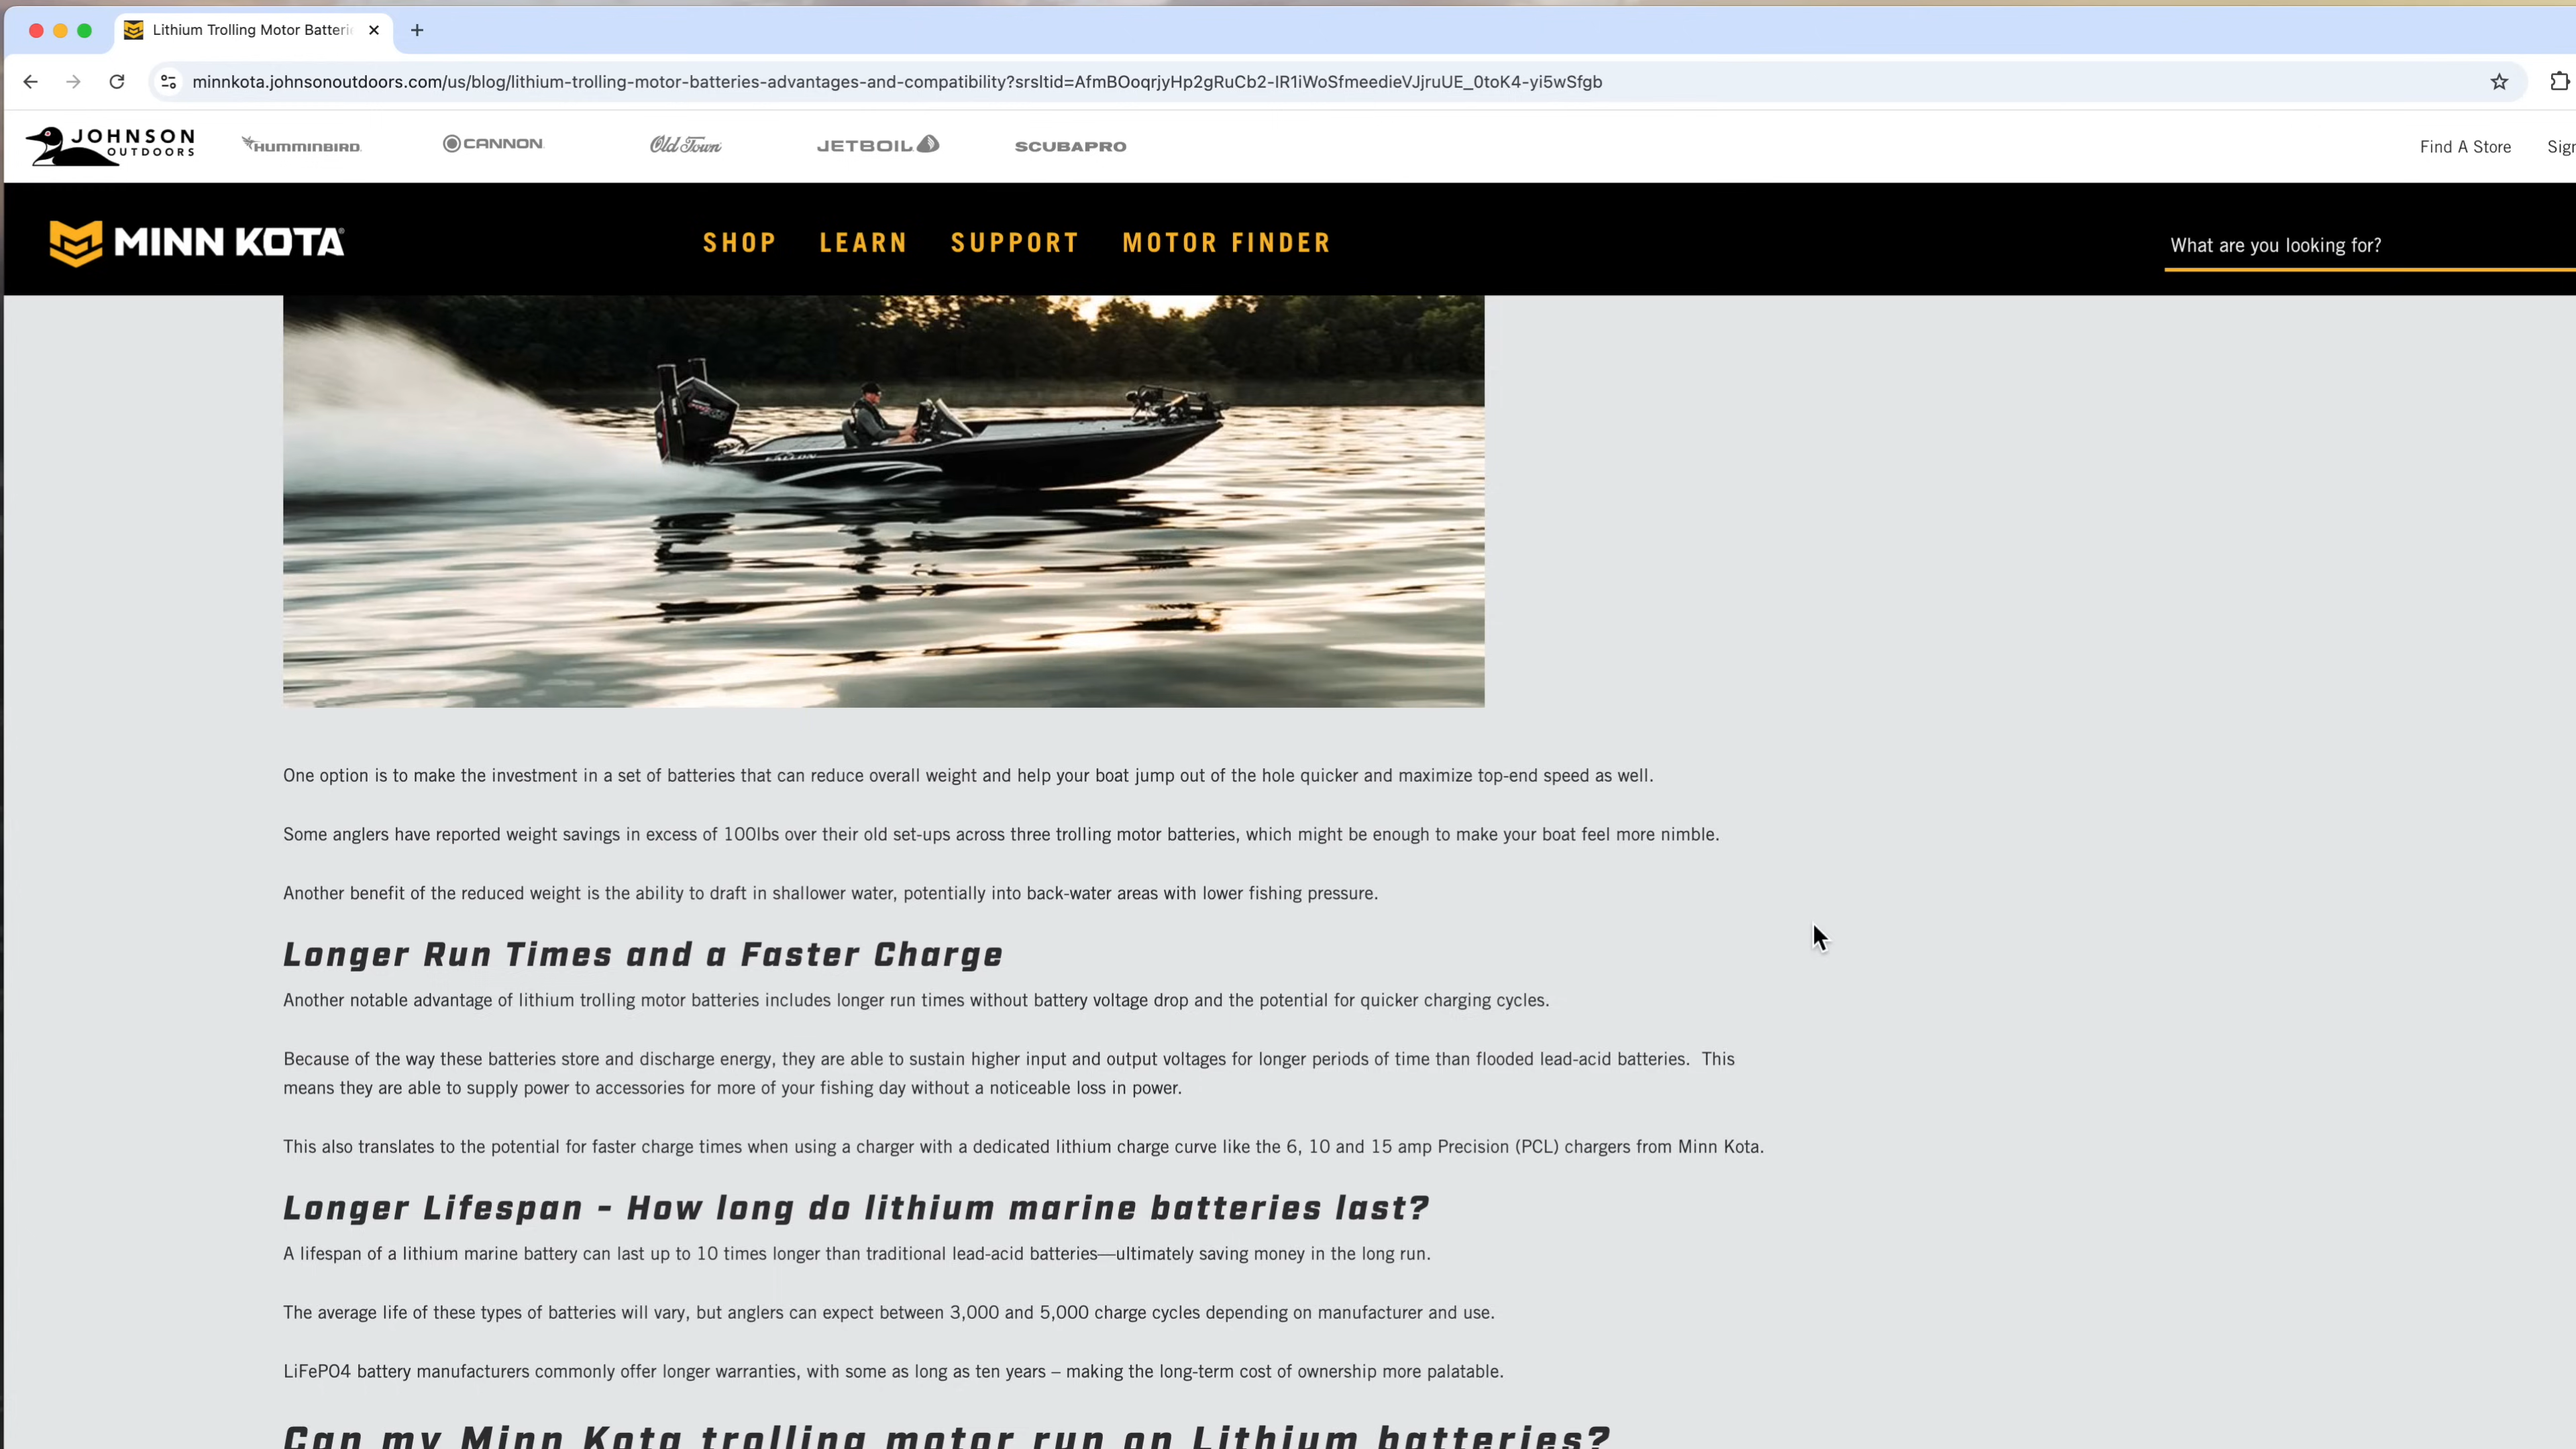 Lithium Trolling Motor Batteri
minnkota.johnsonoutdoors.com/us/blog/lithium-trolling-motor-batteries-advantages-and-compatibility?srsltid=AfmBOoqrjyHp2gRuCb2-IR1iWoSfmeedieVJjruUE_0toK4-yi5wSfgb
JOHNSON
OUTDOORS
HUMMINBIRD
CANNON
Old Town
JETBOIL
SCUBAPRO
Find A Store
Sign
MINN KOTA
SHOP
LEARN
SUPPORT
MOTOR FINDER
What are you looking for?
One option is to make the investment in a set of batteries that can reduce overall weight and help your boat jump out of the hole quicker and maximize top-end speed as well.
Some anglers have reported weight savings in excess of 100lbs over their old set-ups across three trolling motor batteries, which might be enough to make your boat feel more nimble.
Another benefit of the reduced weight is the ability to draft in shallower water, potentially into back-water areas with lower fishing pressure.
Longer Run Times and a Faster Charge
Another notable advantage of lithium trolling motor batteries includes longer run times without battery voltage drop and the potential for quicker charging cycles.
Because of the way these batteries store and discharge energy, they are able to sustain higher input and output voltages for longer periods of time than flooded lead-acid batteries. This
means they are able to supply power to accessories for more of your fishing day without a noticeable loss in power.
This also translates to the potential for faster charge times when using a charger with a dedicated lithium charge curve like the 6, 10 and 15 amp Precision (PCL) chargers from Minn Kota.
Longer Lifespan - How long do lithium marine batteries last?
A lifespan of a lithium marine battery can last up to 10 times longer than traditional lead-acid batteries—ultimately saving money in the long run.
The average life of these types of batteries will vary, but anglers can expect between 3,000 and 5,000 charge cycles depending on manufacturer and use.
LiFePO4 battery manufacturers commonly offer longer warranties, with some as long as ten years – making the long-term cost of ownership more palatable.
Can my Minn Kota trolling motor run on Lithium batteries?